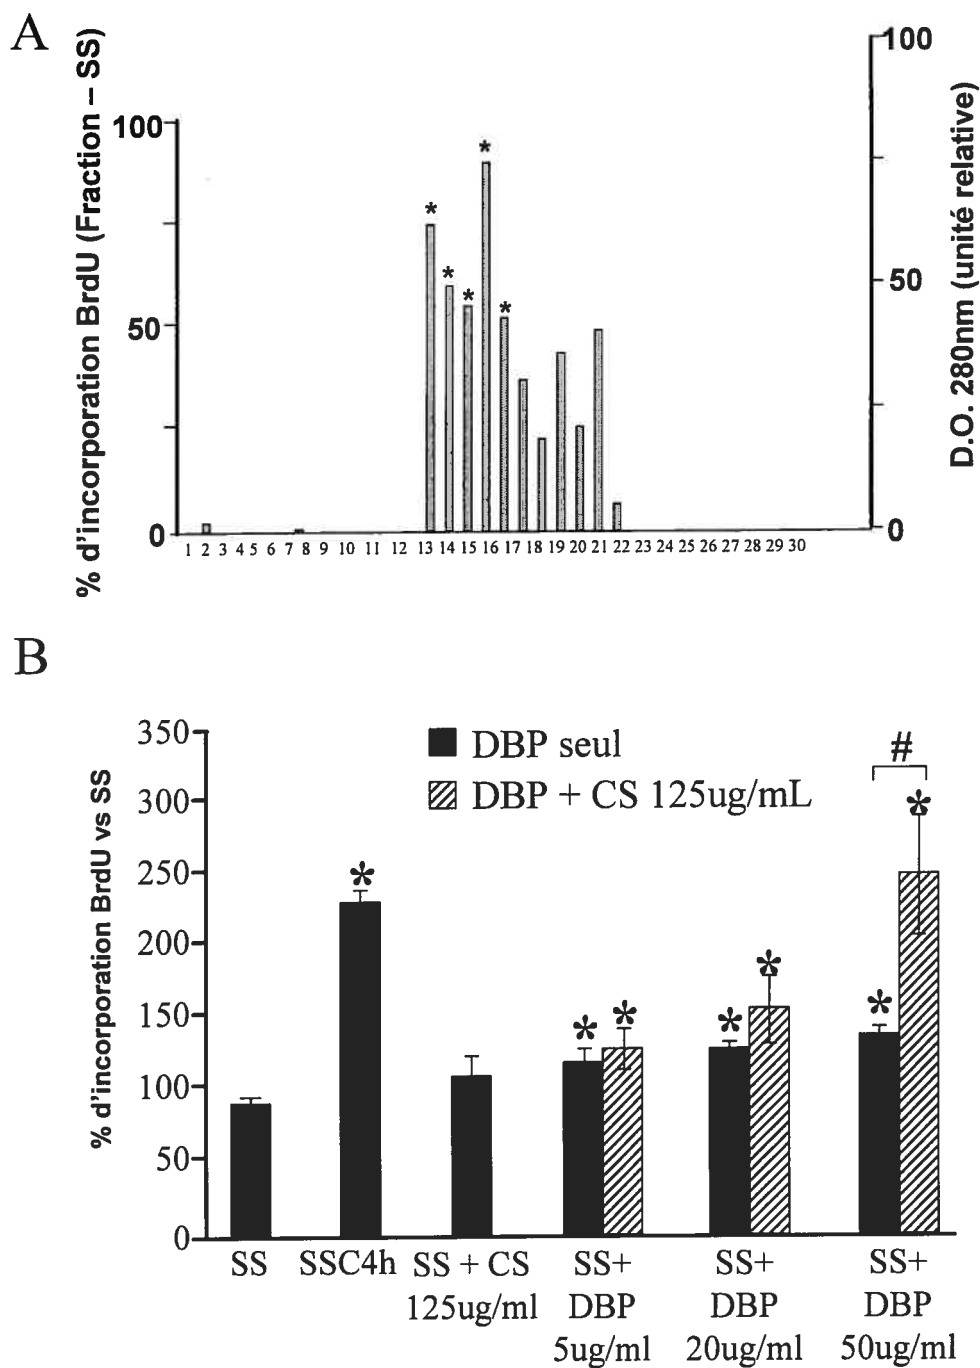 A
% d'incorporation BrdU (Fraction – SS)
100
50
0
* * * * *
100
50
0
D.O. 280nm (unité relative)
1 2 3 4 5 6 7 8 9 10 11 12 13 14 15 16 17 18 19 20 21 22 23 24 25 26 27 28 29 30
B
% d'incorporation BrdU vs SS
350
300
250
200
150
100
50
0
DBP seul
DBP + CS 125ug/mL
#
* * * * * * *
SS
SSC4h
SS + CS
125ug/ml
SS+
DBP
5ug/ml
SS+
DBP
20ug/ml
SS+
DBP
50ug/ml